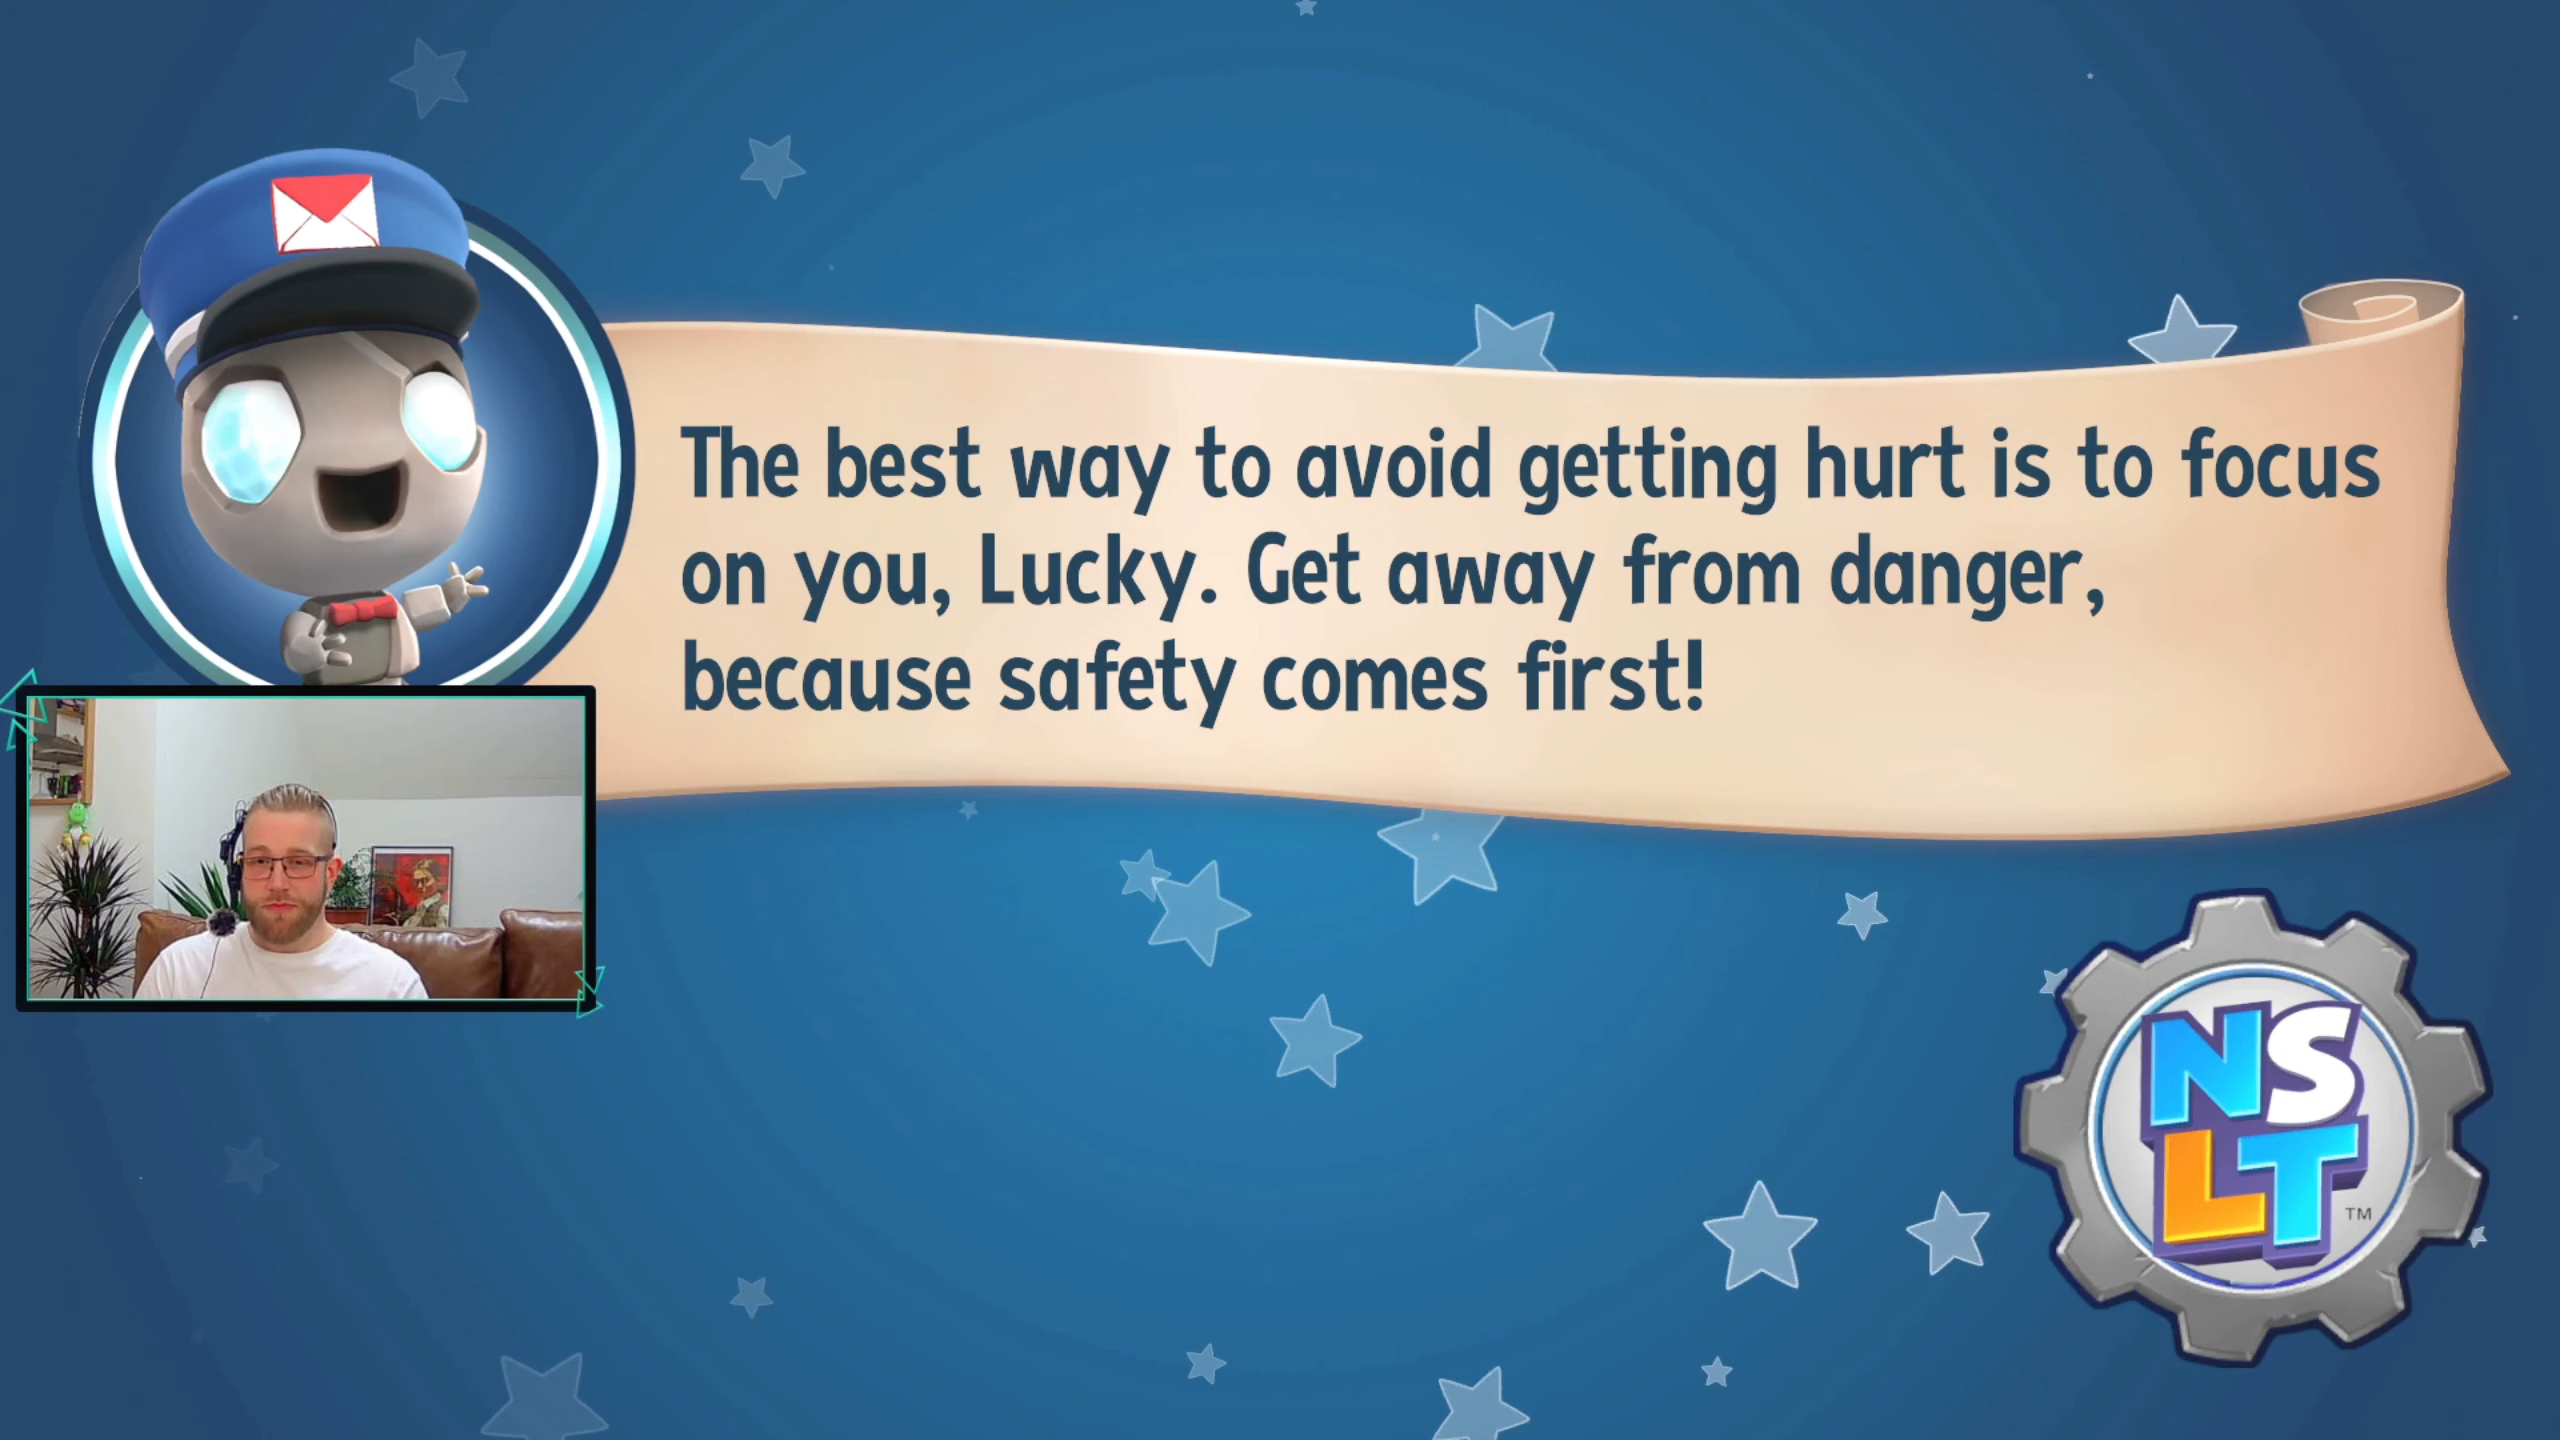 The best way to avoid getting hurt is to focus
on you, Lucky. Get away from danger,
because safety comes first!
NS
LT
TM